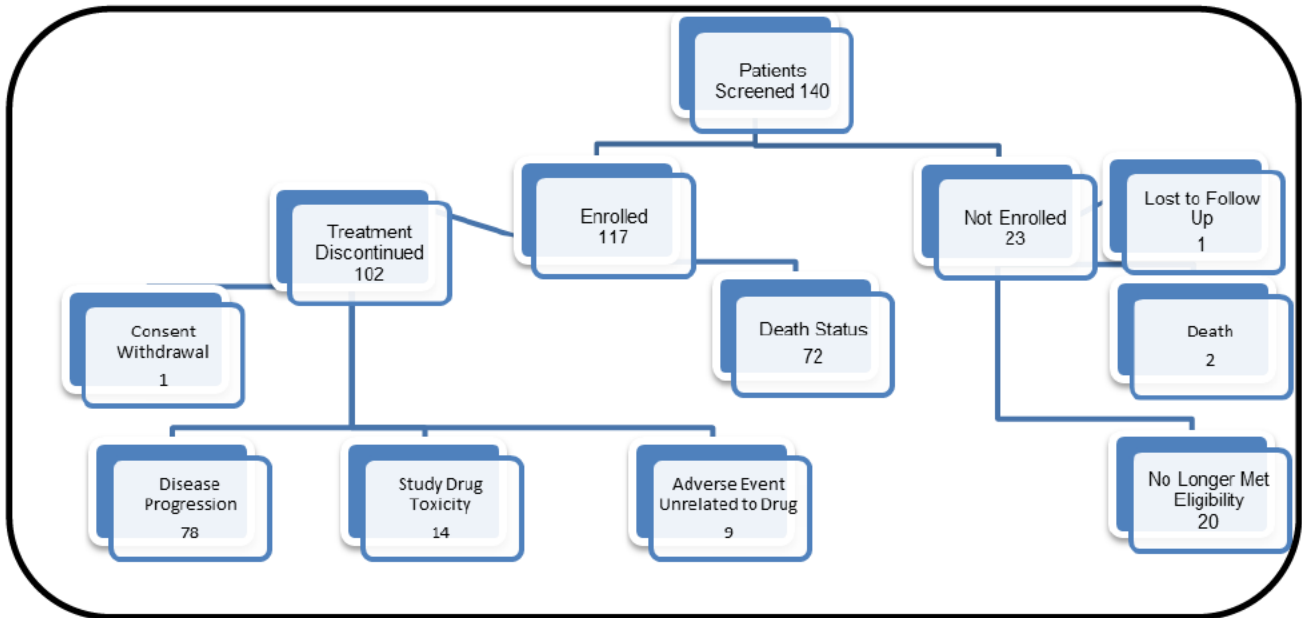 Patients
Screened 140
Enrolled
117
Not Enrolled
23
Lost to Follow
Up
1
Treatment
Discontinued
102
Death Status
72
Death
2
Consent
Withdrawal
1
Disease
Progression
78
Study Drug
Toxicity
14
Adverse Event
Unrelated to Drug
9
No Longer Met
Eligibility
20